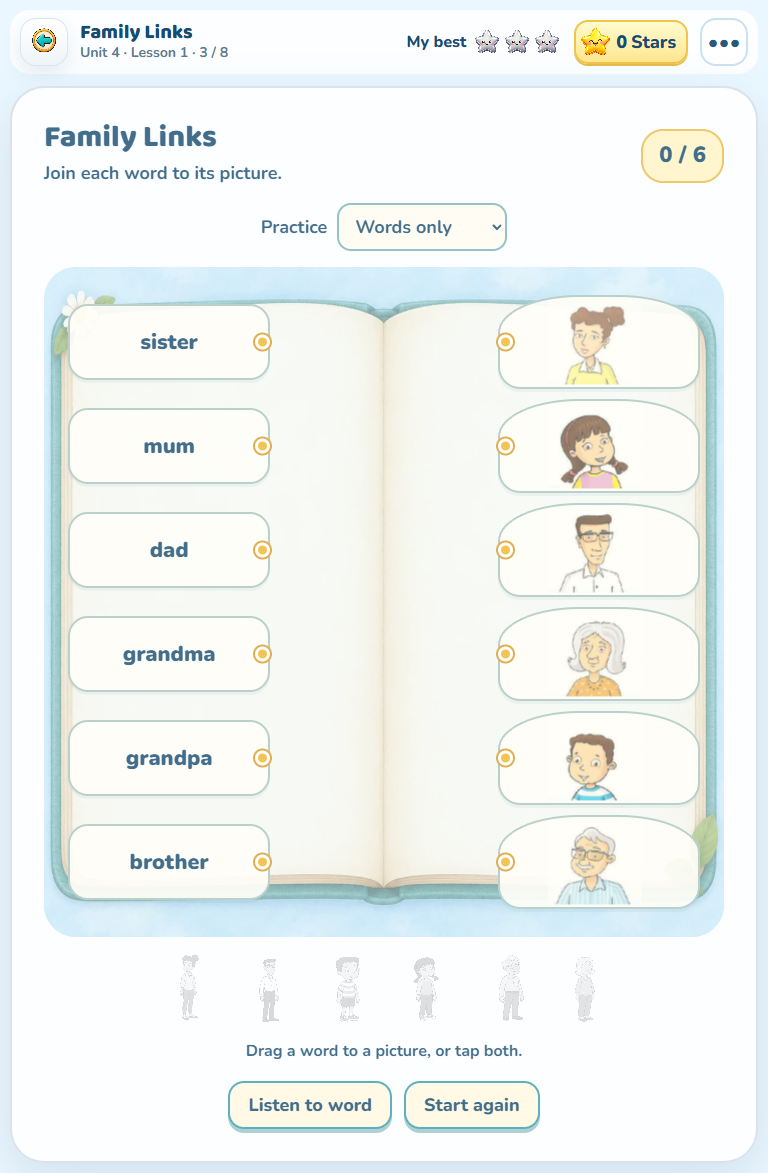 Family Links
Unit 4 · Lesson 1 · 3 / 8
My best
0 Stars
Family Links
Join each word to its picture.
0 / 6
Practice
Words only
sister
mum
dad
grandma
grandpa
brother
Drag a word to a picture, or tap both.
Listen to word
Start again